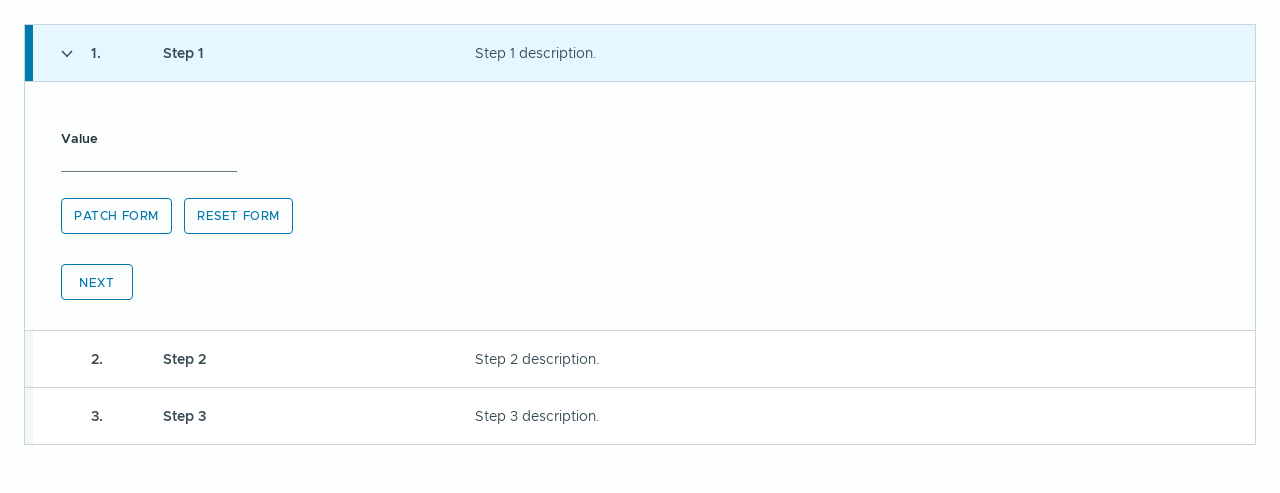 1. Step 1 Step 1 description.
Value
PATCH FORM RESET FORM
NEXT
2. Step 2 Step 2 description.
3. Step 3 Step 3 description.